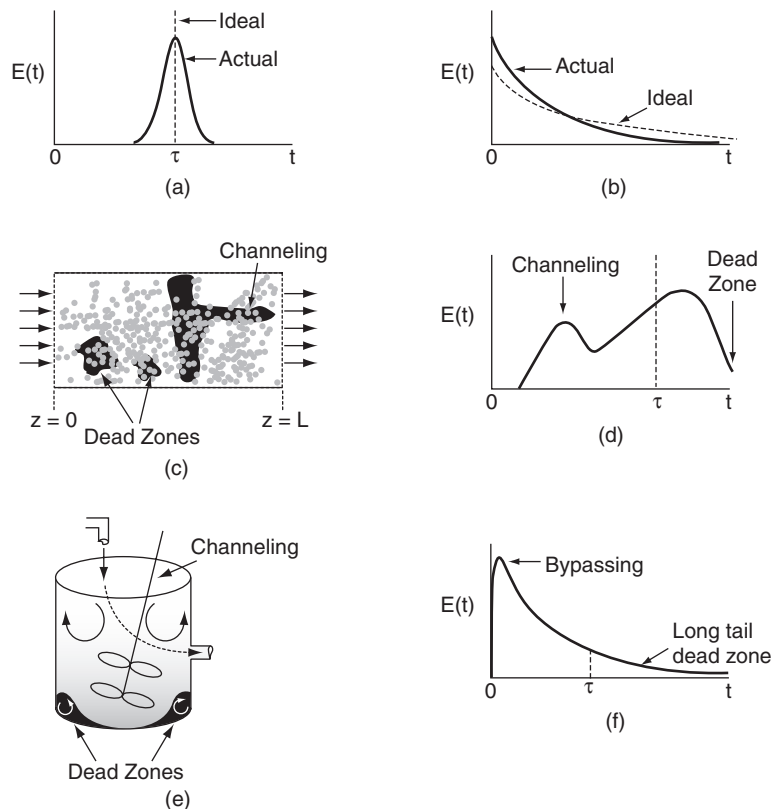 Ideal
Actual
E(t)
0
τ
t
(a)
E(t)
Actual
Ideal
0
t
(b)
Channeling
z = 0
Dead Zones
z = L
(c)
Channeling
Dead
Zone
E(t)
0
τ
t
(d)
Channeling
Dead Zones
(e)
E(t)
Bypassing
Long tail
dead zone
0
τ
t
(f)